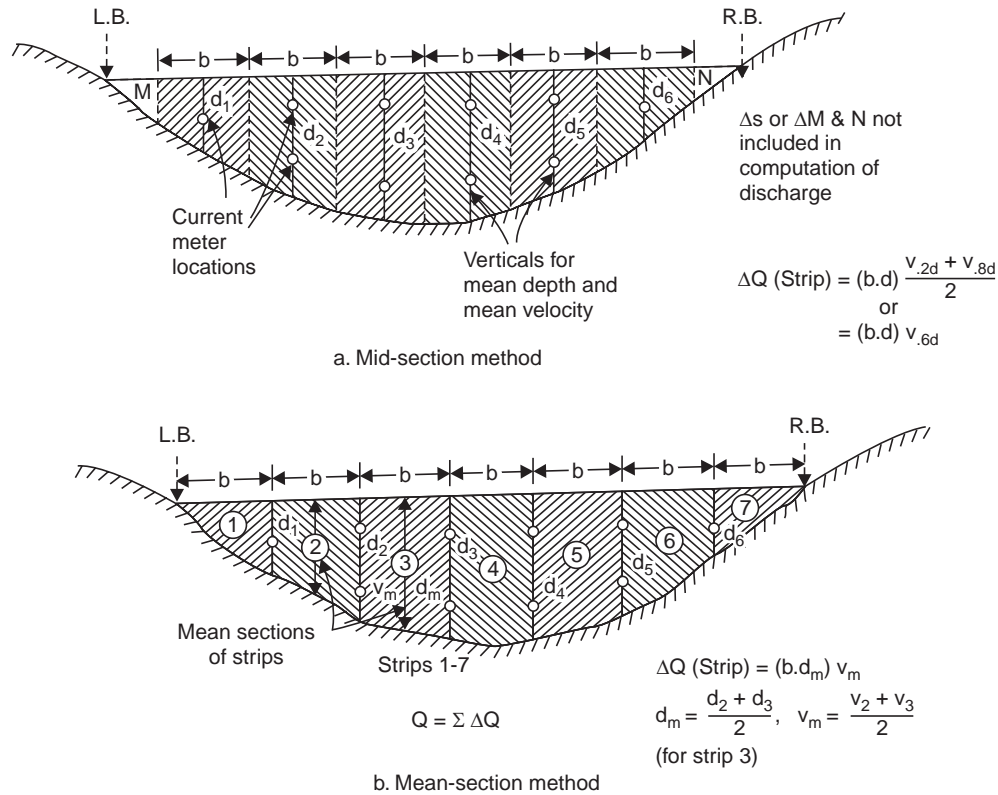 L.B.
R.B.
b b b b b b
M N
d1 d2 d3 d4 d5 d6
Δs or ΔM & N not
included in
computation of
discharge
Current
meter
locations
Verticals for
mean depth and
mean velocity
ΔQ (Strip) = (b.d) (v.2d + v.8d)/2
or
= (b.d) v.6d
a. Mid-section method
L.B.
R.B.
b b b b b b b
1 2 3 4 5 6 7
d1 d2 d3 d4 d5 d6
vm dm
Mean sections
of strips
Strips 1-7
Q = Σ ΔQ
ΔQ (Strip) = (b.dm) vm
dm = (d2 + d3)/2, vm = (v2 + v3)/2
(for strip 3)
b. Mean-section method